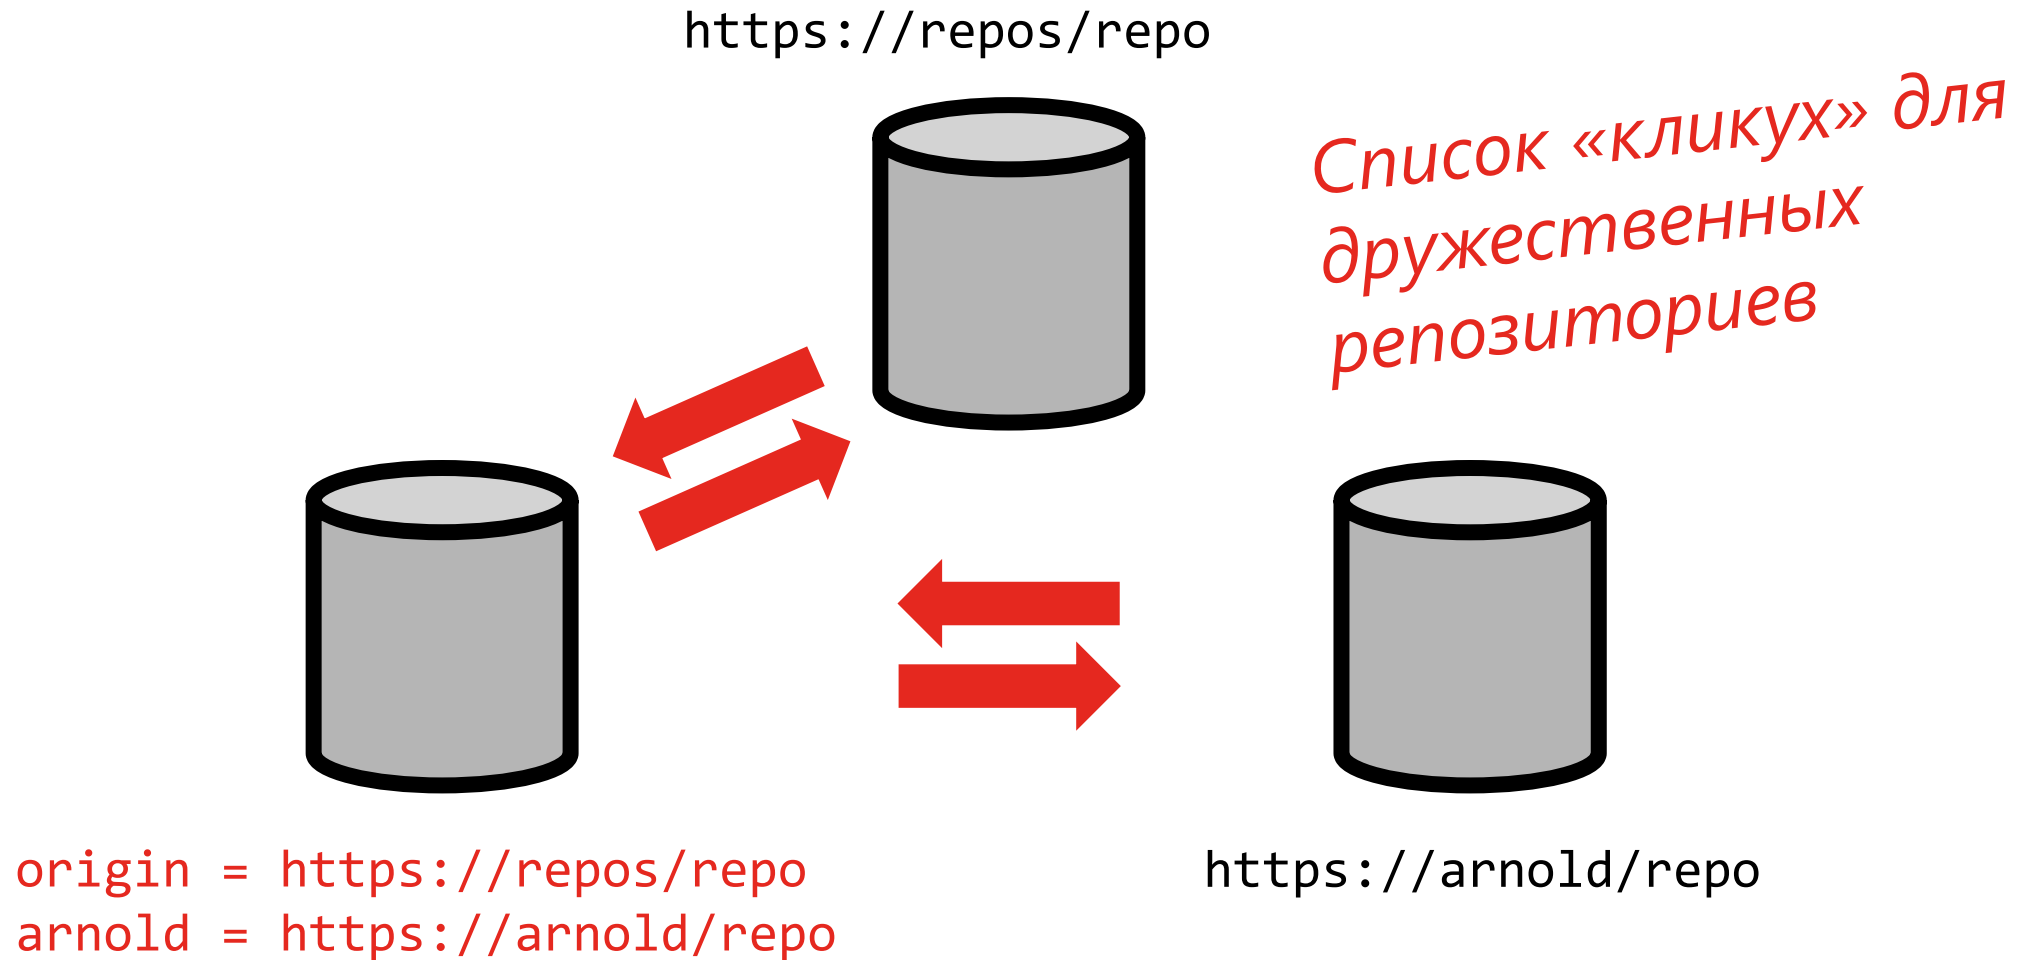 https://repos/repo
Список «кликух» для
дружественных
репозиториев
origin = https://repos/repo
arnold = https://arnold/repo
https://arnold/repo